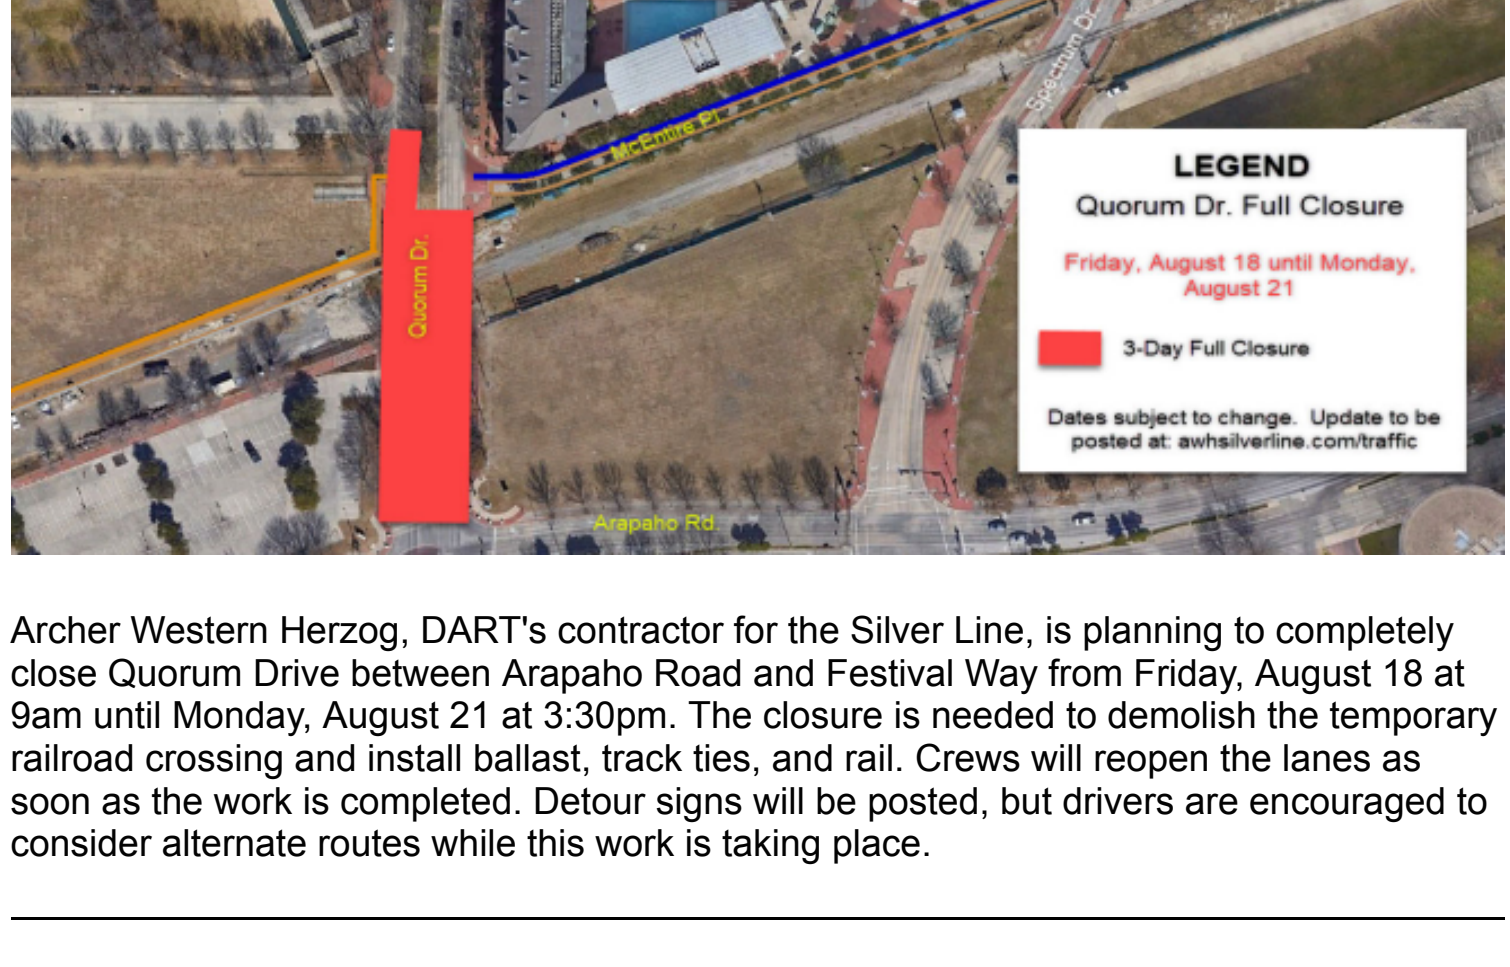 Spectrum Dr.
McEntire Pl.
LEGEND
Quorum Dr. Full Closure
Friday, August 18 until Monday,
August 21
Quorum Dr.
3-Day Full Closure
Dates subject to change.  Update to be
posted at: awhsilverline.com/traffic
Arapaho Rd.
Archer Western Herzog, DART's contractor for the Silver Line, is planning to completely
close Quorum Drive between Arapaho Road and Festival Way from Friday, August 18 at
9am until Monday, August 21 at 3:30pm. The closure is needed to demolish the temporary
railroad crossing and install ballast, track ties, and rail. Crews will reopen the lanes as
soon as the work is completed. Detour signs will be posted, but drivers are encouraged to
consider alternate routes while this work is taking place.